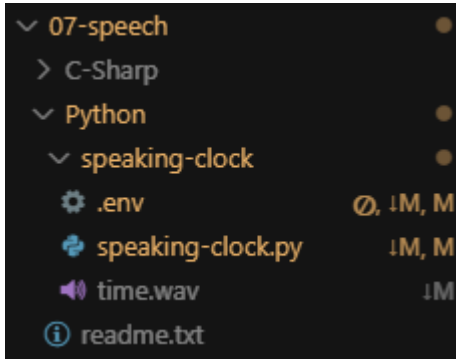 07-speech
C-Sharp
Python
speaking-clock
.env ⊘, ↓M, M
speaking-clock.py ↓M, M
time.wav ↓M
readme.txt